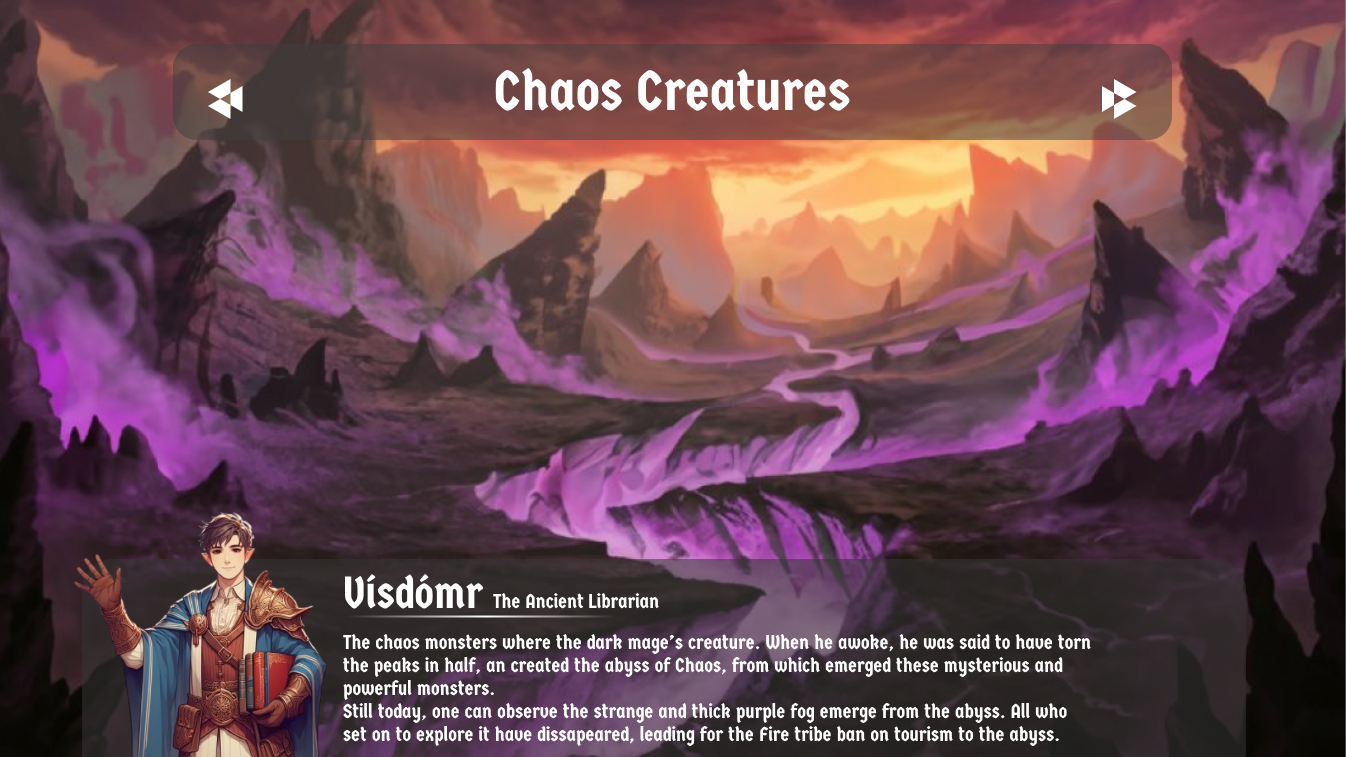 Chaos Creatures
Vísdómr The Ancient Librarian
The chaos monsters where the dark mage's creature. When he awoke, he was said to have torn
the peaks in half, an created the abyss of Chaos, from which emerged these mysterious and
powerful monsters.
Still today, one can observe the strange and thick purple fog emerge from the abyss. All who
set on to explore it have dissapeared, leading for the Fire tribe ban on tourism to the abyss.